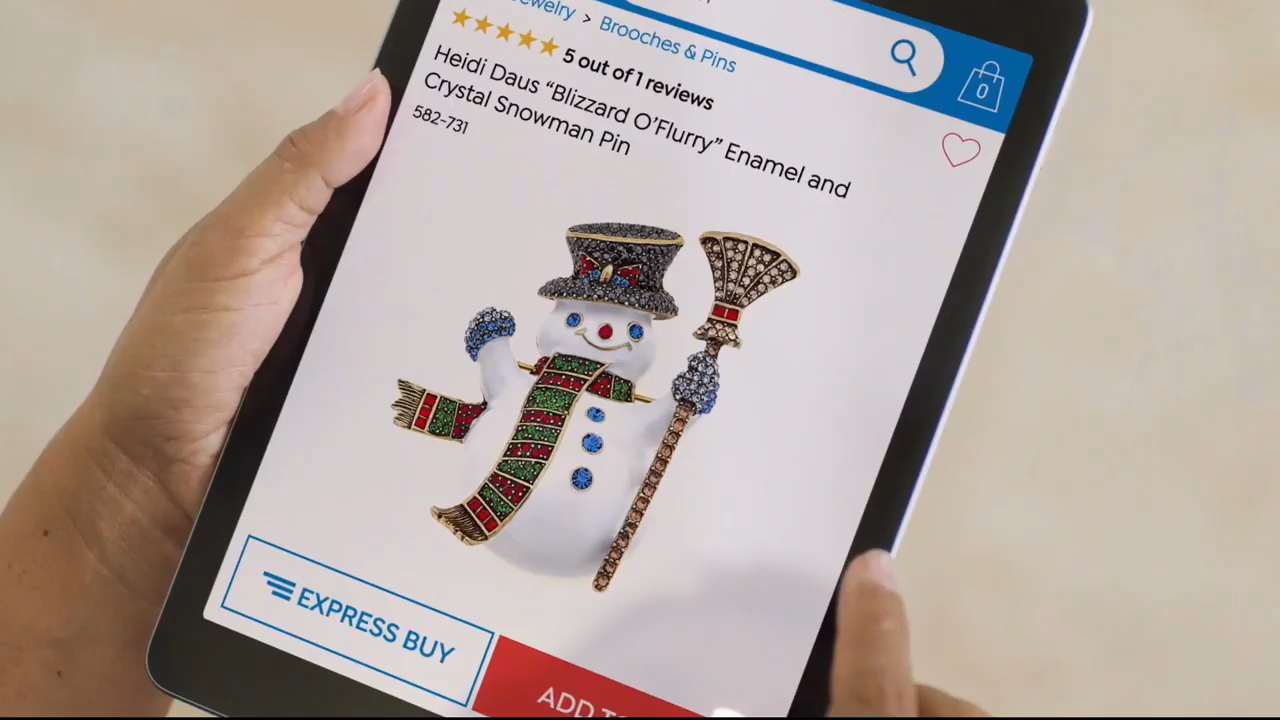 > Brooches & Pins
5 out of 1 reviews
Heidi Daus “Blizzard O’Flurry” Enamel and
Crystal Snowman Pin
582-731
0
EXPRESS BUY
ADD